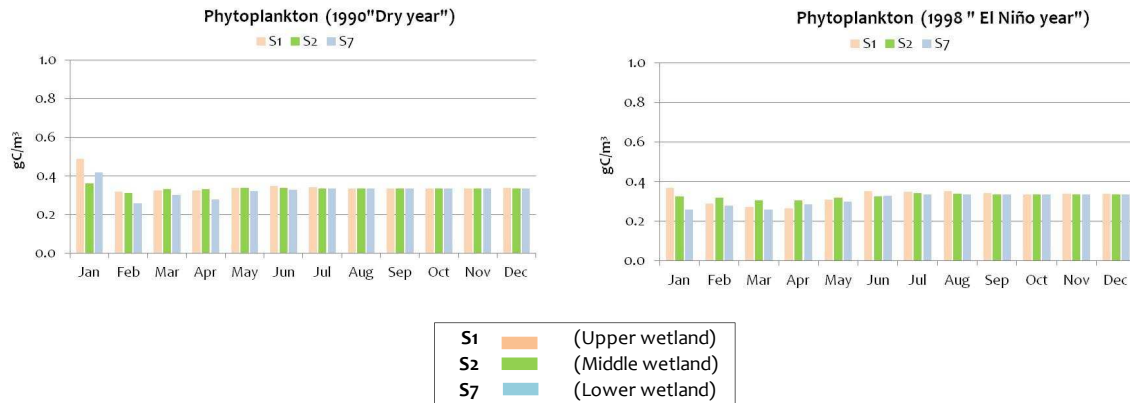 Phytoplankton (1990"Dry year")
S1 S2 S7
1.0
0.8
0.6
0.4
0.2
0.0
gC/m³
Jan Feb Mar Apr May Jun Jul Aug Sep Oct Nov Dec
Phytoplankton (1998 " El Niño year")
S1 S2 S7
1.0
0.8
0.6
0.4
0.2
0.0
gC/m³
Jan Feb Mar Apr May Jun Jul Aug Sep Oct Nov Dec
S1 (Upper wetland)
S2 (Middle wetland)
S7 (Lower wetland)